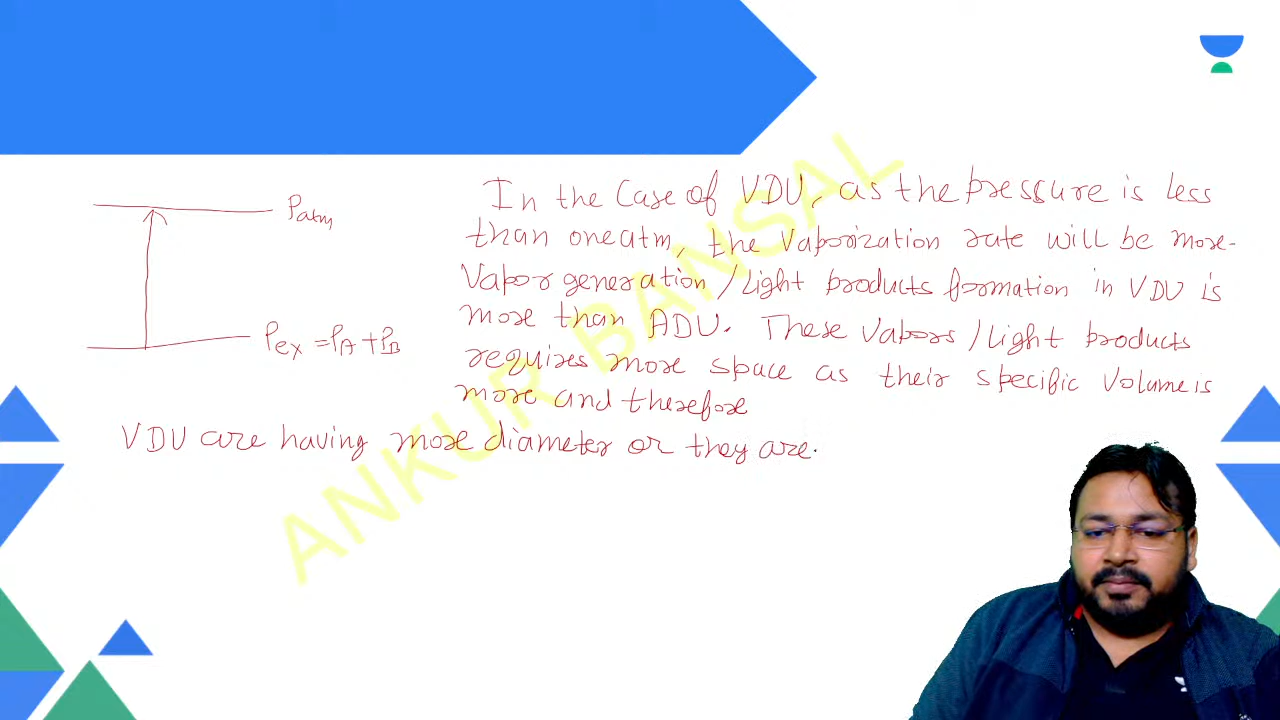 Patm
Pex = PA + PB
In the Case of VDU, as the pressure is less
than one atm, the vaporization rate will be more.
Vapor generation / Light products formation in VDU is
more than ADU. These vapors / Light products
requires more space as their specific volume is
more and therefore
VDU are having more diameter or they are
ANKUR BANSAL